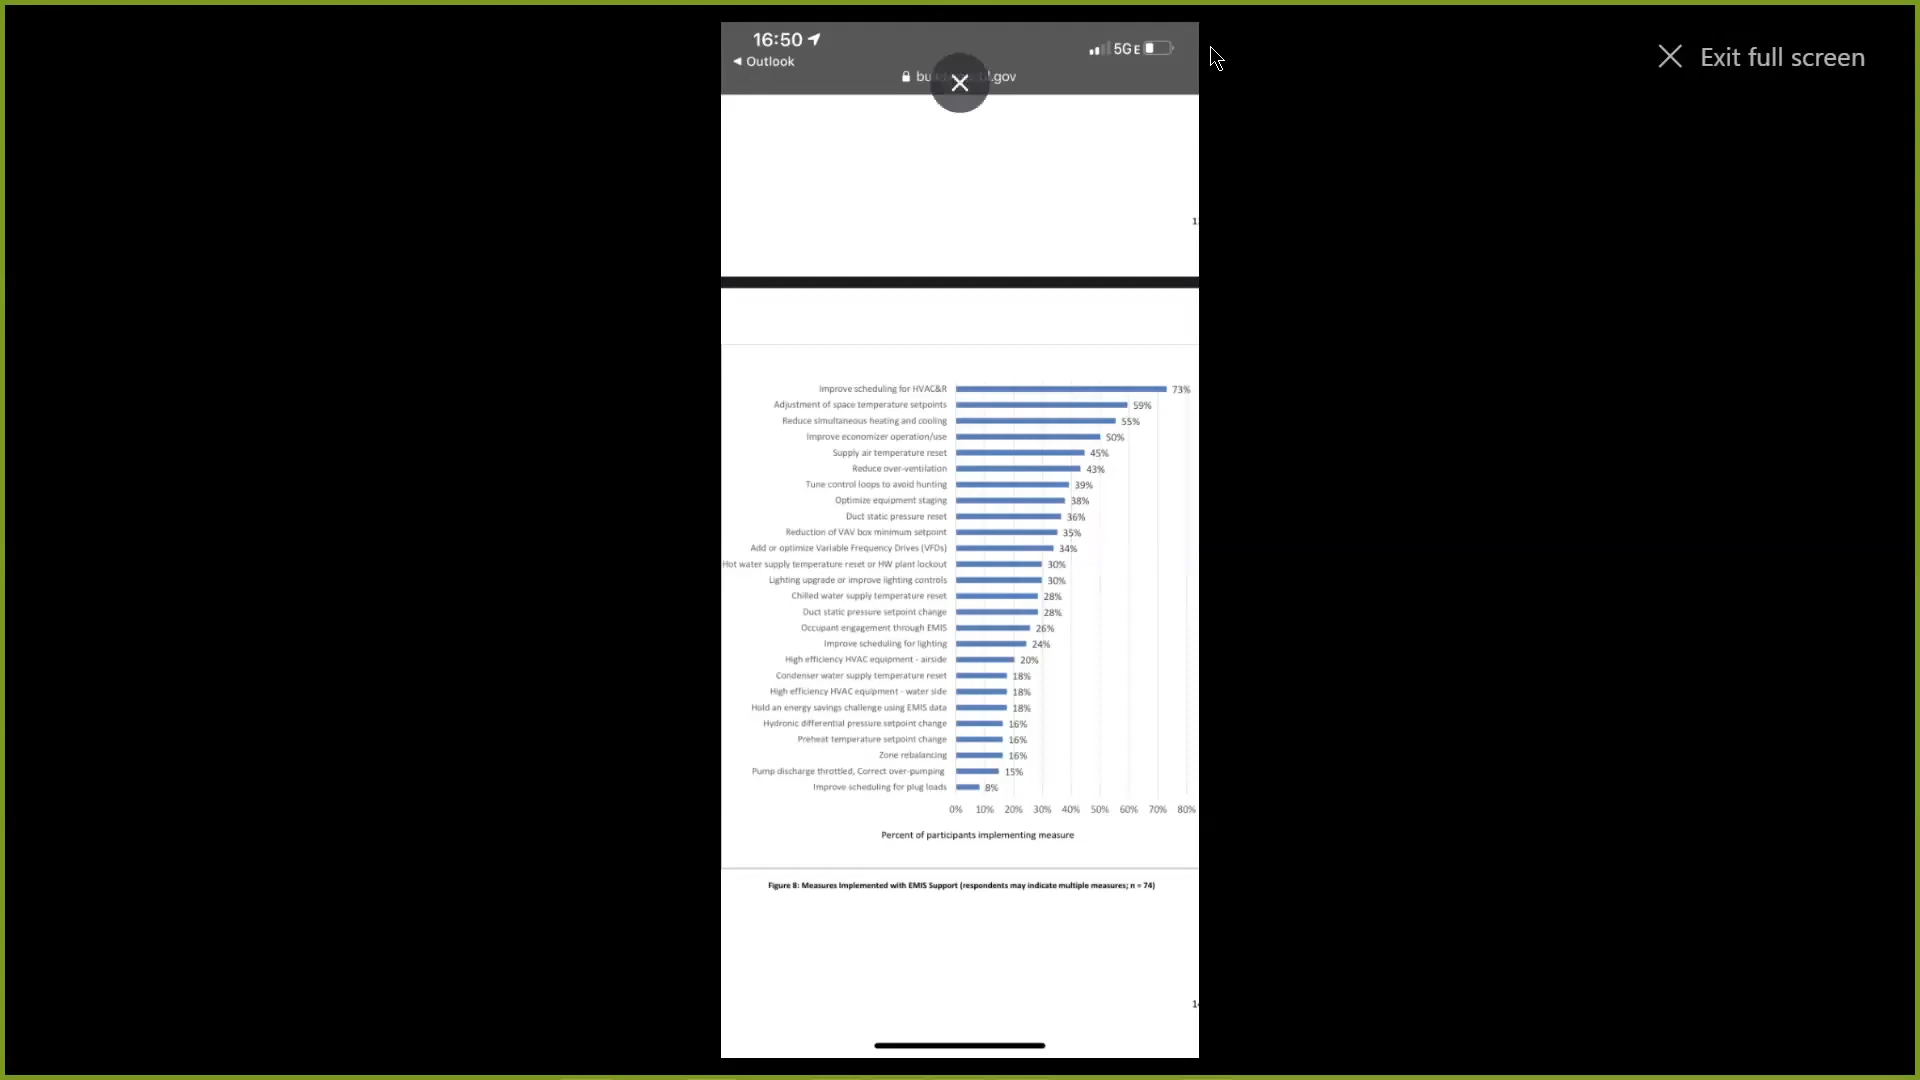 16:50
Outlook
5GE
.gov
Exit full screen
Improve scheduling for HVAC&R 73%
Adjustment of space temperature setpoints 59%
Reduce simultaneous heating and cooling 55%
Improve economizer operation/use 50%
Supply air temperature reset 45%
Reduce over-ventilation 43%
Tune control loops to avoid hunting 39%
Optimize equipment staging 38%
Duct static pressure reset 36%
Reduction of VAV box minimum setpoint 35%
Add or optimize Variable Frequency Drives (VFDs) 34%
Hot water supply temperature reset or HW plant lockout 30%
Lighting upgrade or improve lighting controls 30%
Chilled water supply temperature reset 28%
Duct static pressure setpoint change 28%
Occupant engagement through EMIS 26%
Improve scheduling for lighting 24%
High efficiency HVAC equipment - airside 20%
Condenser water supply temperature reset 18%
High efficiency HVAC equipment - water side 18%
Hold an energy savings challenge using EMIS data 18%
Hydronic differential pressure setpoint change 16%
Preheat temperature setpoint change 16%
Zone rebalancing 16%
Pump discharge throttled, Correct over-pumping 15%
Improve scheduling for plug loads 8%
0% 10% 20% 30% 40% 50% 60% 70% 80%
Percent of participants implementing measure
Figure 8: Measures Implemented with EMIS Support (respondents may indicate multiple measures; n = 74)